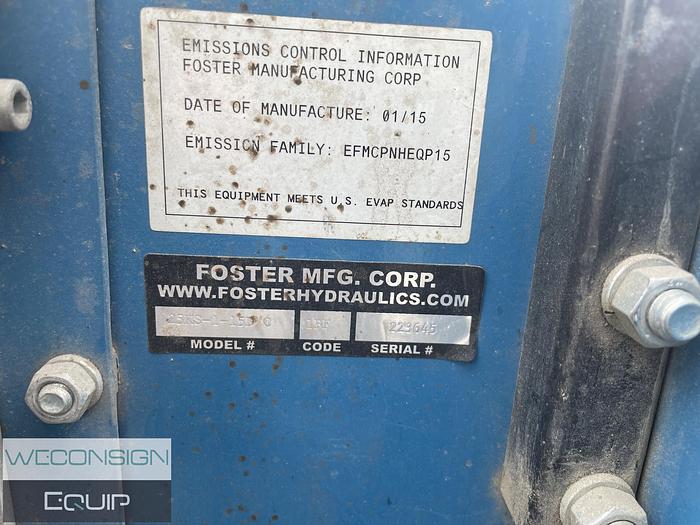 EMISSIONS CONTROL INFORMATION
FOSTER MANUFACTURING CORP
DATE OF MANUFACTURE: 01/15
EMISSION FAMILY: EFMCPNHEQP15
THIS EQUIPMENT MEETS U.S. EVAP STANDARDS
FOSTER MFG. CORP.
WWW.FOSTERHYDRAULICS.COM
223645
MODEL # CODE SERIAL #
WECONSIGN
EQUIP